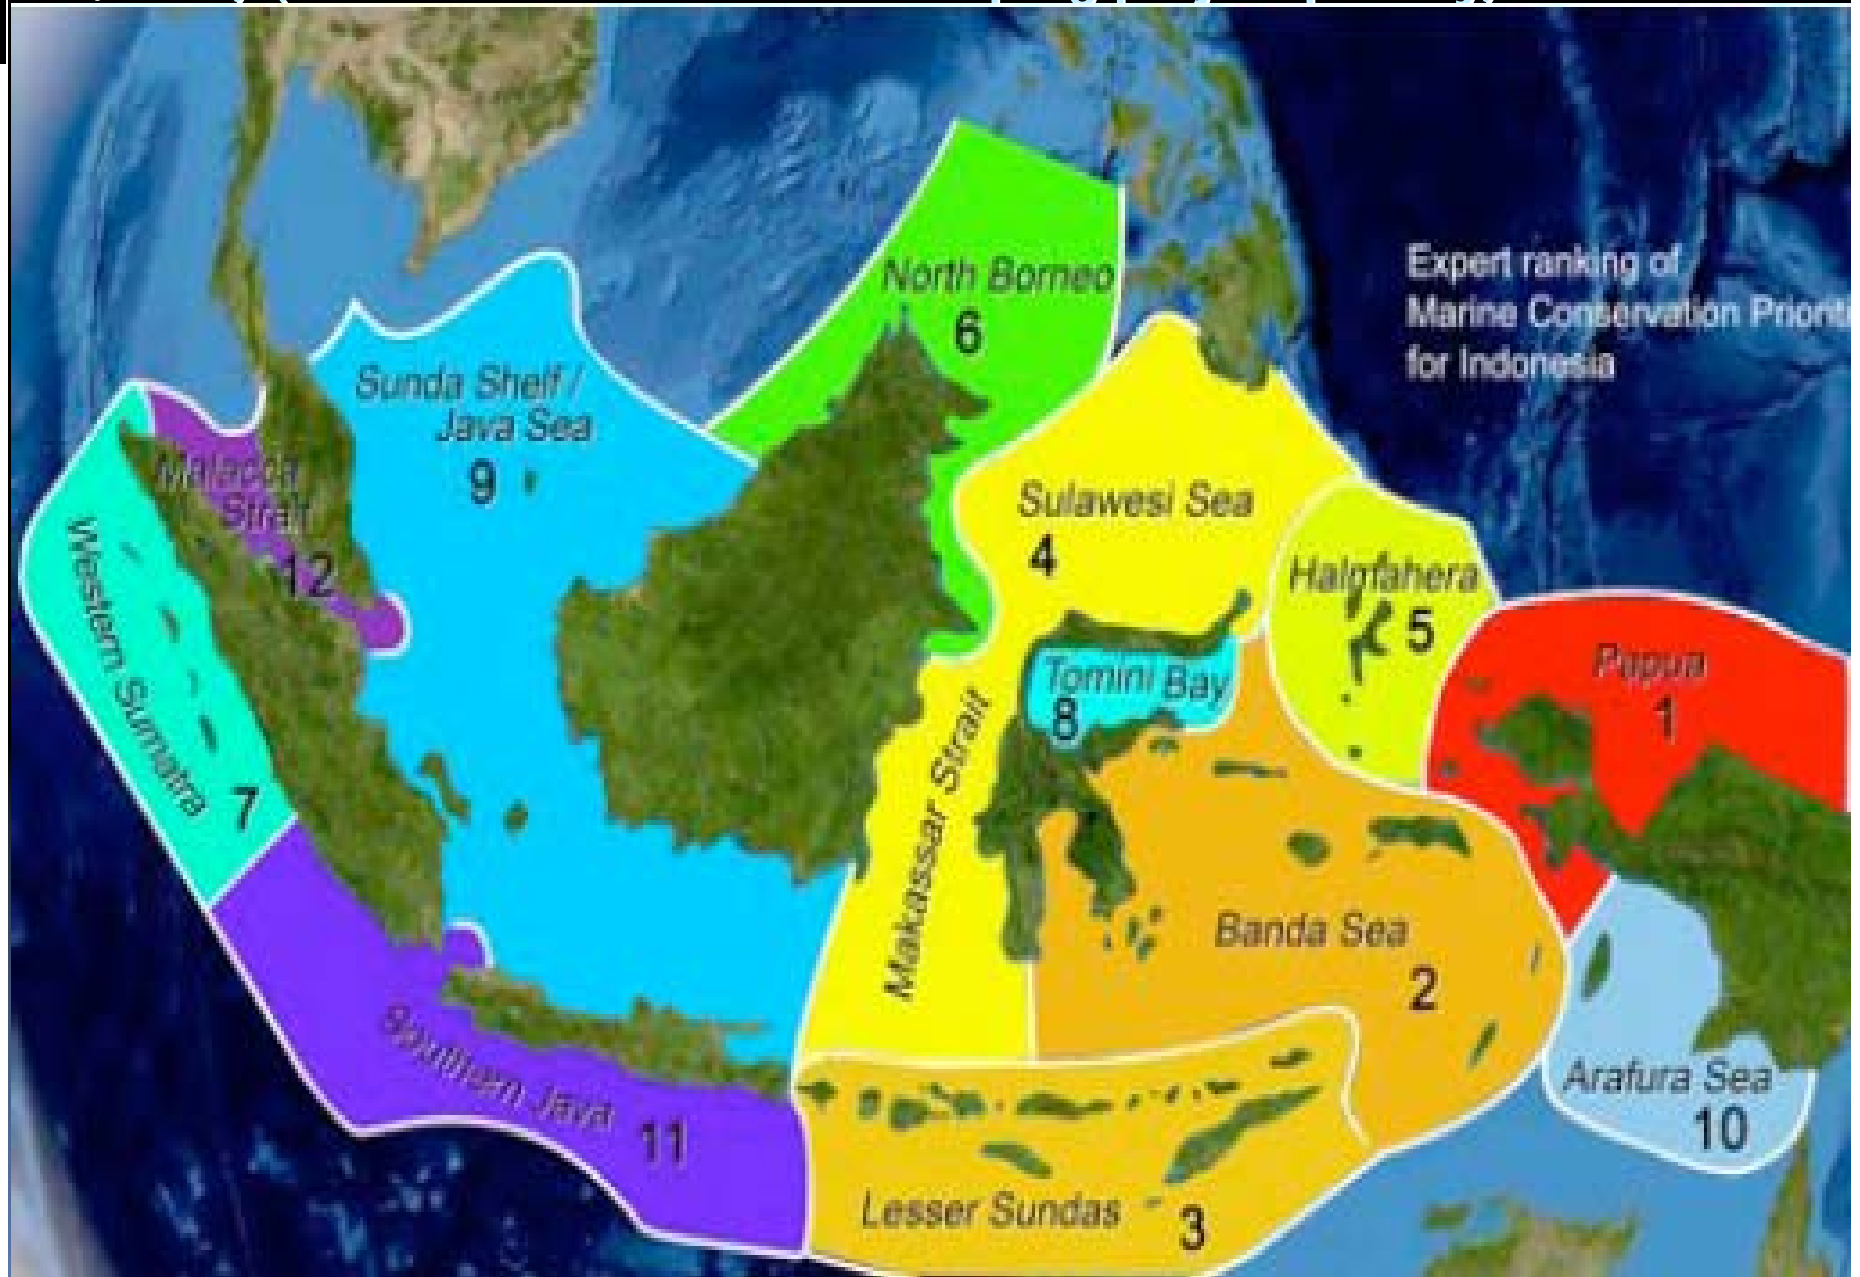 Expert ranking of
Marine Conservation
for Indonesia
North Borneo
6
Sunda Shelf /
Java Sea
9
Malacca
Strait
12
Sulawesi Sea
4
Halmahera
5
Western Sumatra
7
Papua
1
Tomini Bay
8
Makassar Strait
Banda Sea
2
Southern Java
11
Arafura Sea
10
Lesser Sundas
3